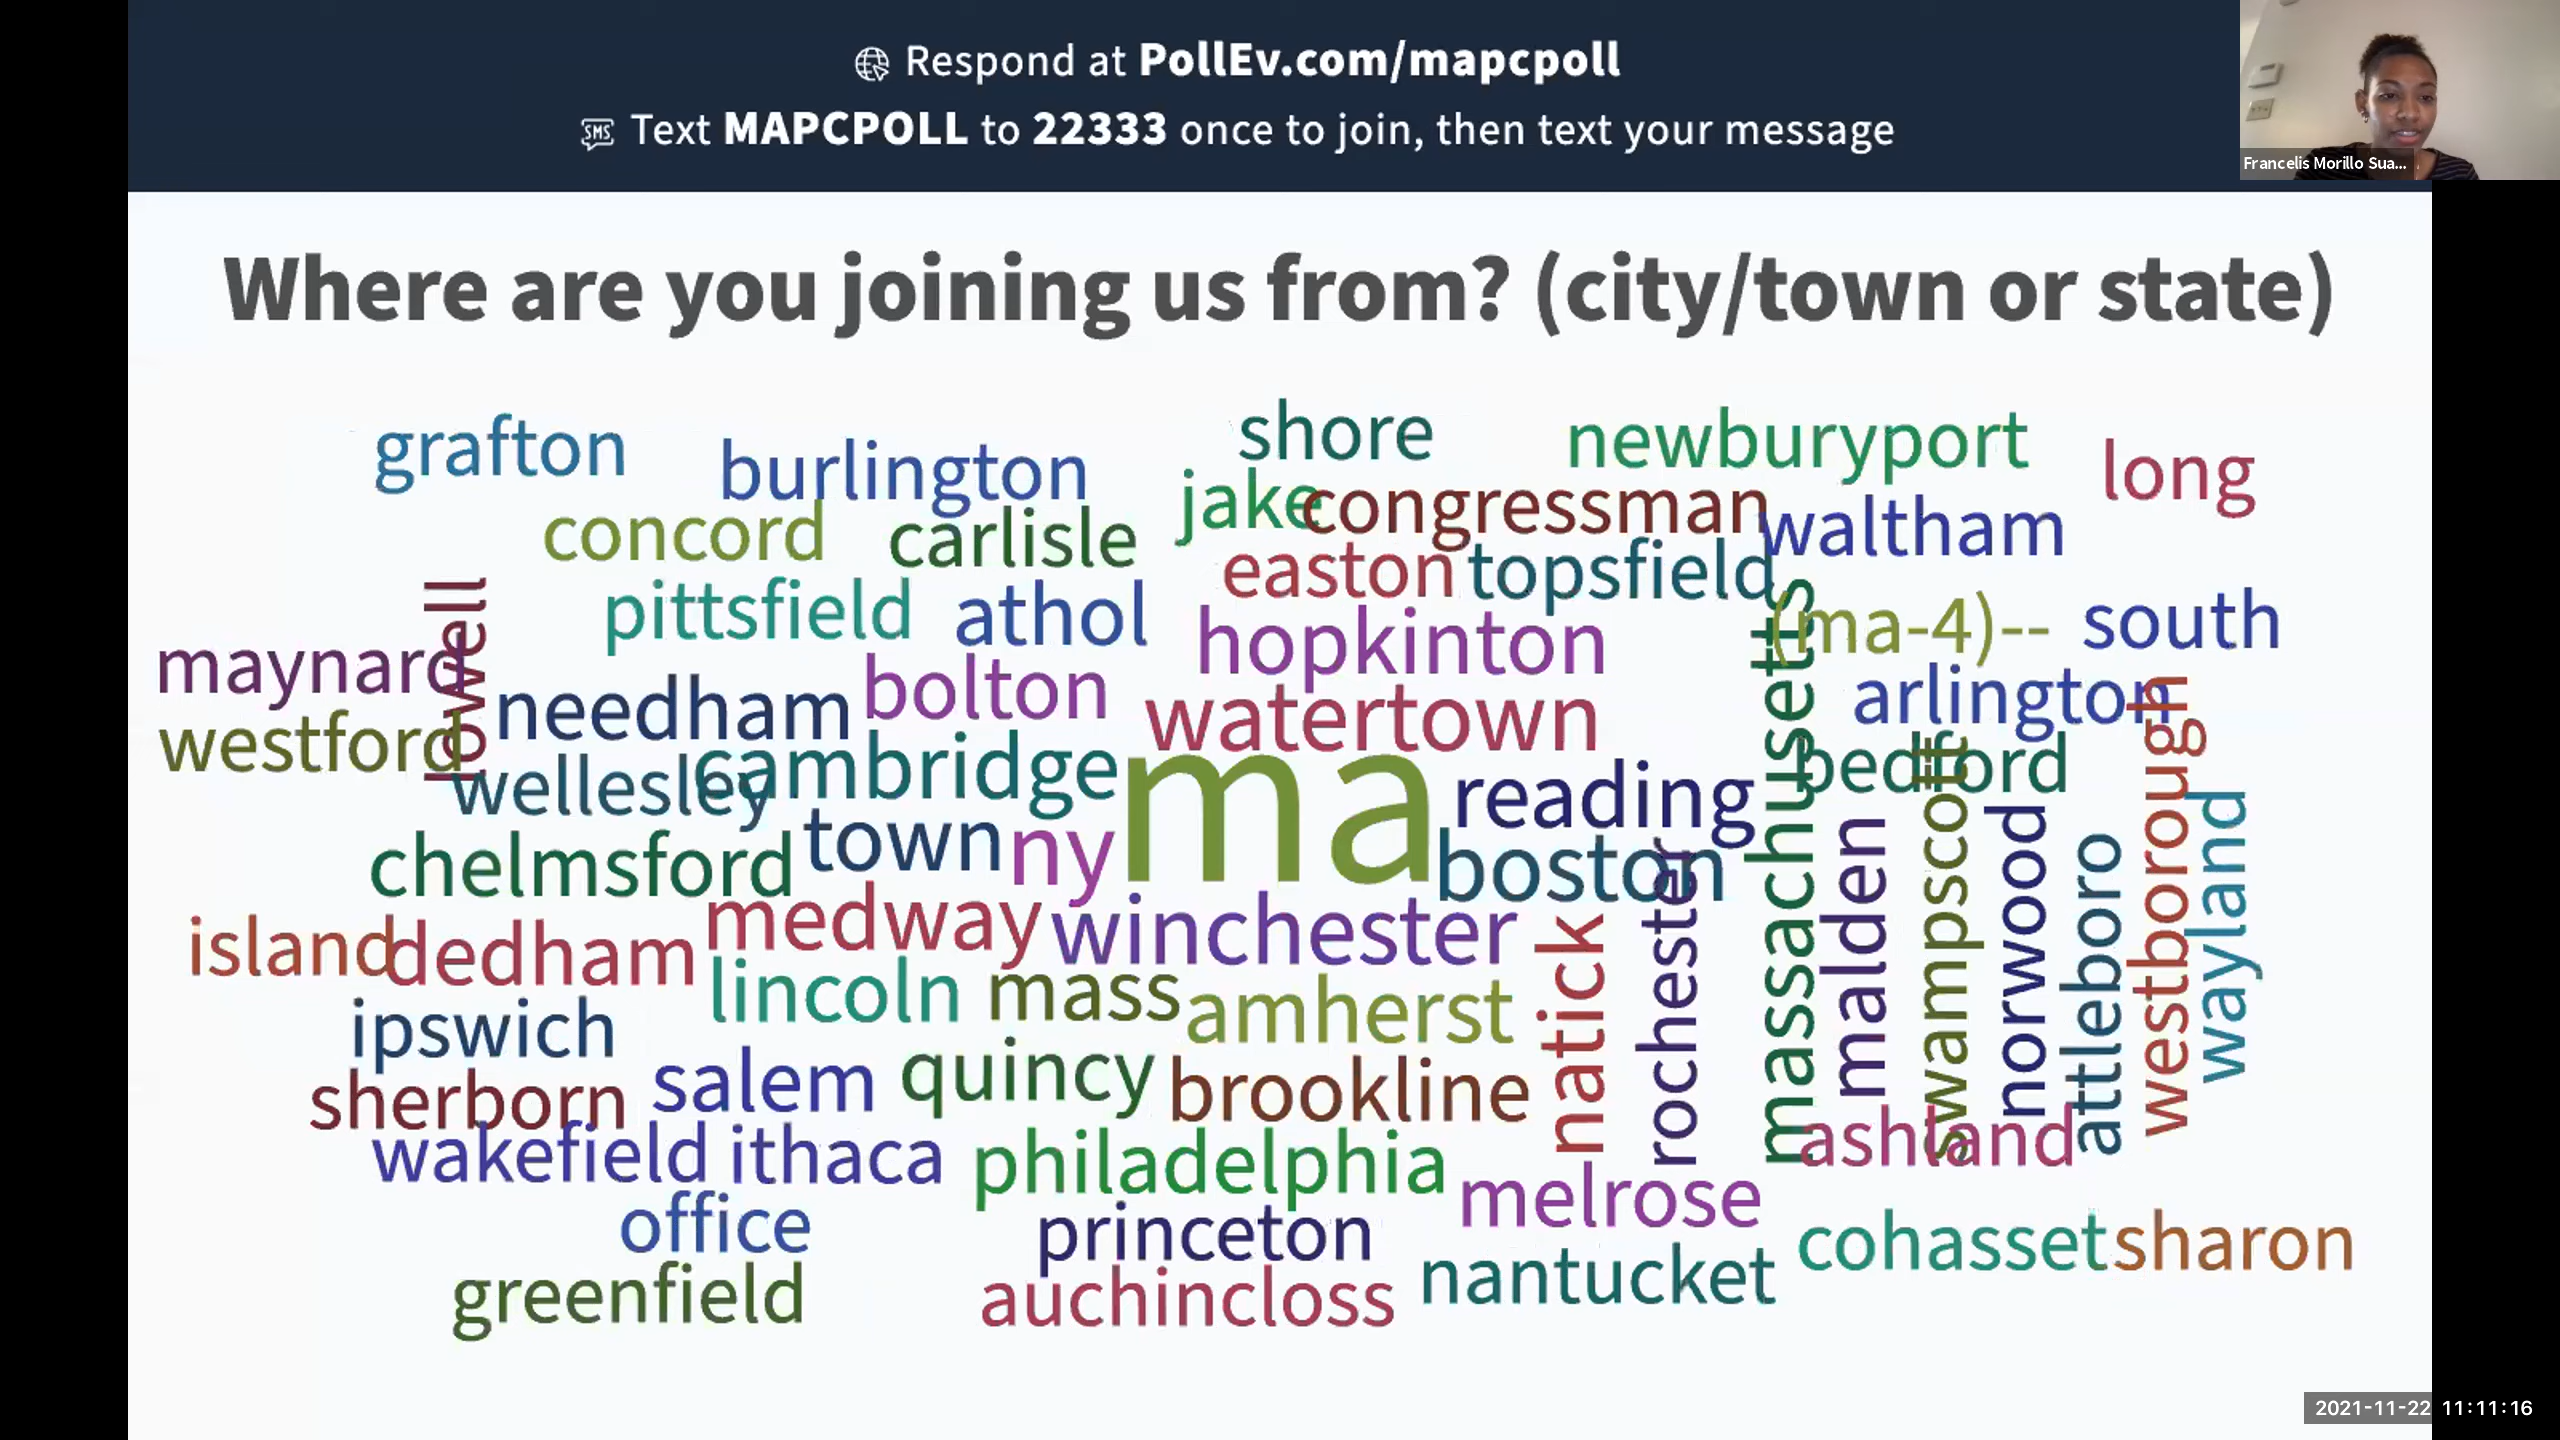 Respond at PollEv.com/mapcpoll
SMS Text MAPCPOLL to 22333 once to join, then text your message
Francelis Morillo Sua...
Where are you joining us from? (city/town or state)
shore
grafton
burlington
newburyport
long
jake
congressman
concord
carlisle
waltham
easton
topsfield
lowell
pittsfield
athol
hopkinton
massachusetts
(ma-4)--
south
maynard
needham
bolton
watertown
arlington
westford
wellesley
cambridge
ma
reading
bedford
swampscott
westborough
chelmsford
town
ny
boston
malden
norwood
attleboro
wayland
island
dedham
medway
winchester
natick
rochester
ipswich
lincoln
mass
amherst
sherborn
salem
quincy
brookline
ashland
wakefield
ithaca
philadelphia
melrose
office
princeton
cohasset
sharon
greenfield
auchincloss
nantucket
2021-11-22 11:11:16